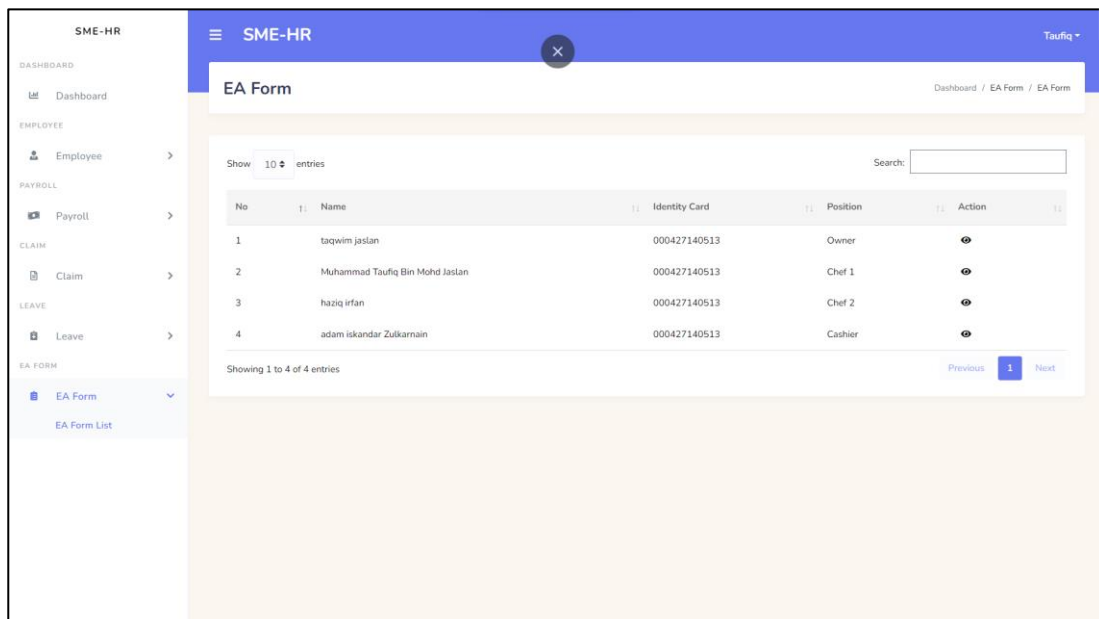 SME-HR
DASHBOARD
Dashboard
EMPLOYEE
Employee
PAYROLL
Payroll
CLAIM
Claim
LEAVE
Leave
EA FORM
EA Form
EA Form List
SME-HR
Taufiq
EA Form
Dashboard / EA Form / EA Form
Show 10 entries
Search:
No Name Identity Card Position Action
1 taqwim jaslan 000427140513 Owner
2 Muhammad Taufiq Bin Mohd Jaslan 000427140513 Chef 1
3 haziq irfan 000427140513 Chef 2
4 adam iskandar Zulkarnain 000427140513 Cashier
Showing 1 to 4 of 4 entries
Previous 1 Next